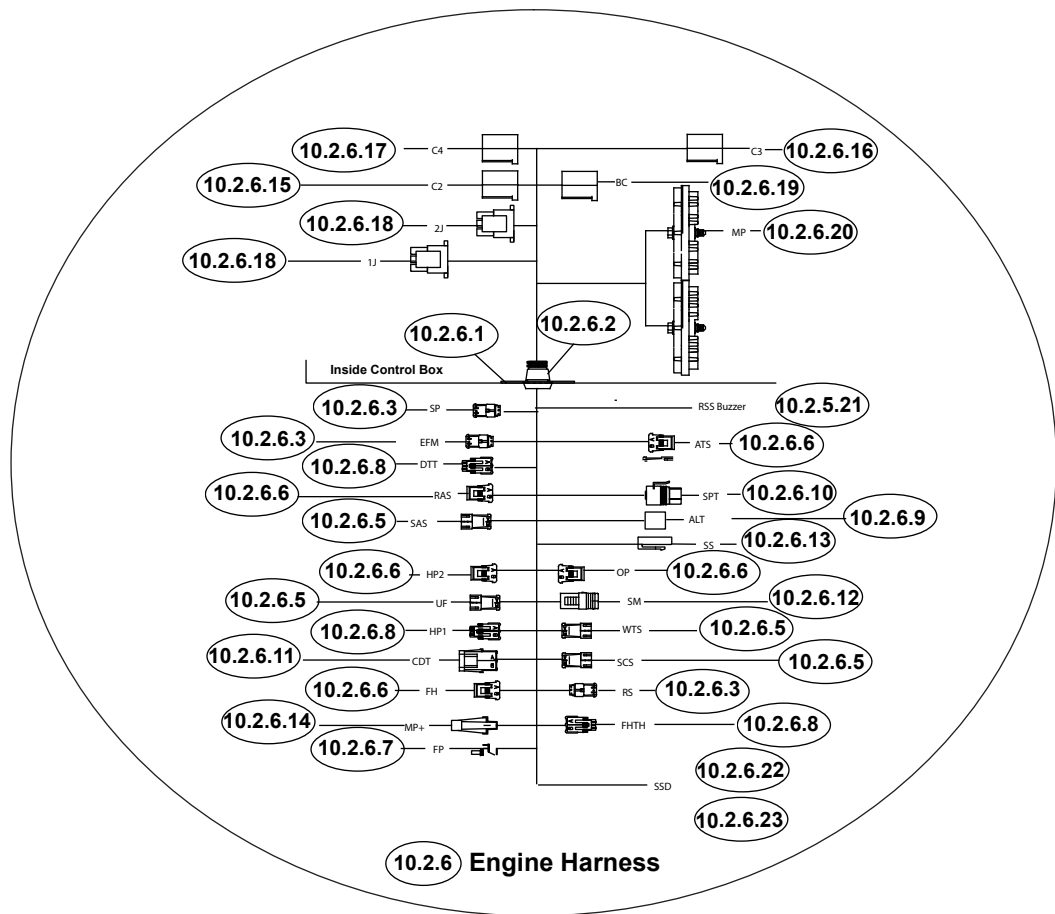 10.2.6.17 C4 C3 10.2.6.16
10.2.6.15 C2 BC 10.2.6.19
10.2.6.18 2J MP 10.2.6.20
10.2.6.18 1J
10.2.6.1 10.2.6.2
Inside Control Box
10.2.6.3 SP RSS Buzzer 10.2.5.21
10.2.6.3 EFM ATS 10.2.6.6
10.2.6.8 DTT
10.2.6.6 RAS SPT 10.2.6.10
10.2.6.5 SAS ALT 10.2.6.9
SS 10.2.6.13
10.2.6.6 HP2 OP 10.2.6.6
10.2.6.5 UF SM 10.2.6.12
10.2.6.8 HP1 WTS 10.2.6.5
10.2.6.11 CDT SCS 10.2.6.5
10.2.6.6 FH RS 10.2.6.3
10.2.6.14 MP+ FHTH 10.2.6.8
10.2.6.7 FP
SSD 10.2.6.22
10.2.6.23
10.2.6 Engine Harness